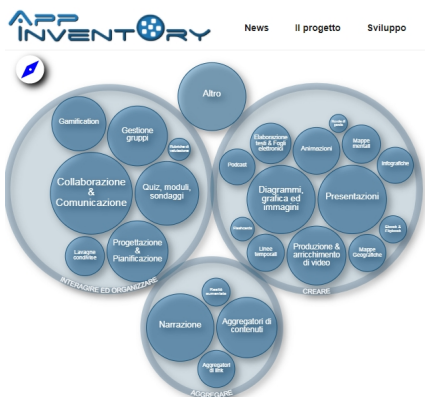 APP
INVENTORY
News Il progetto Sviluppo
Altro
Gamification
Gestione
gruppi
Collaborazione
&
Comunicazione
Quiz, moduli,
sondaggi
Lavagne
condivise
Progettazione
&
Pianificazione
INTERAGIRE ED ORGANIZZARE
Elaborazione
testi & Fogli
elettronici
Animazioni
Mappe
mentali
Infografiche
Podcast
Diagrammi,
grafica ed
immagini
Presentazioni
Linee
temporali
Produzione &
arricchimento
di video
Mappe
Geografiche
CREARE
Narrazione
Aggregatori di
contenuti
Aggregatori
di link
AGGREGARE